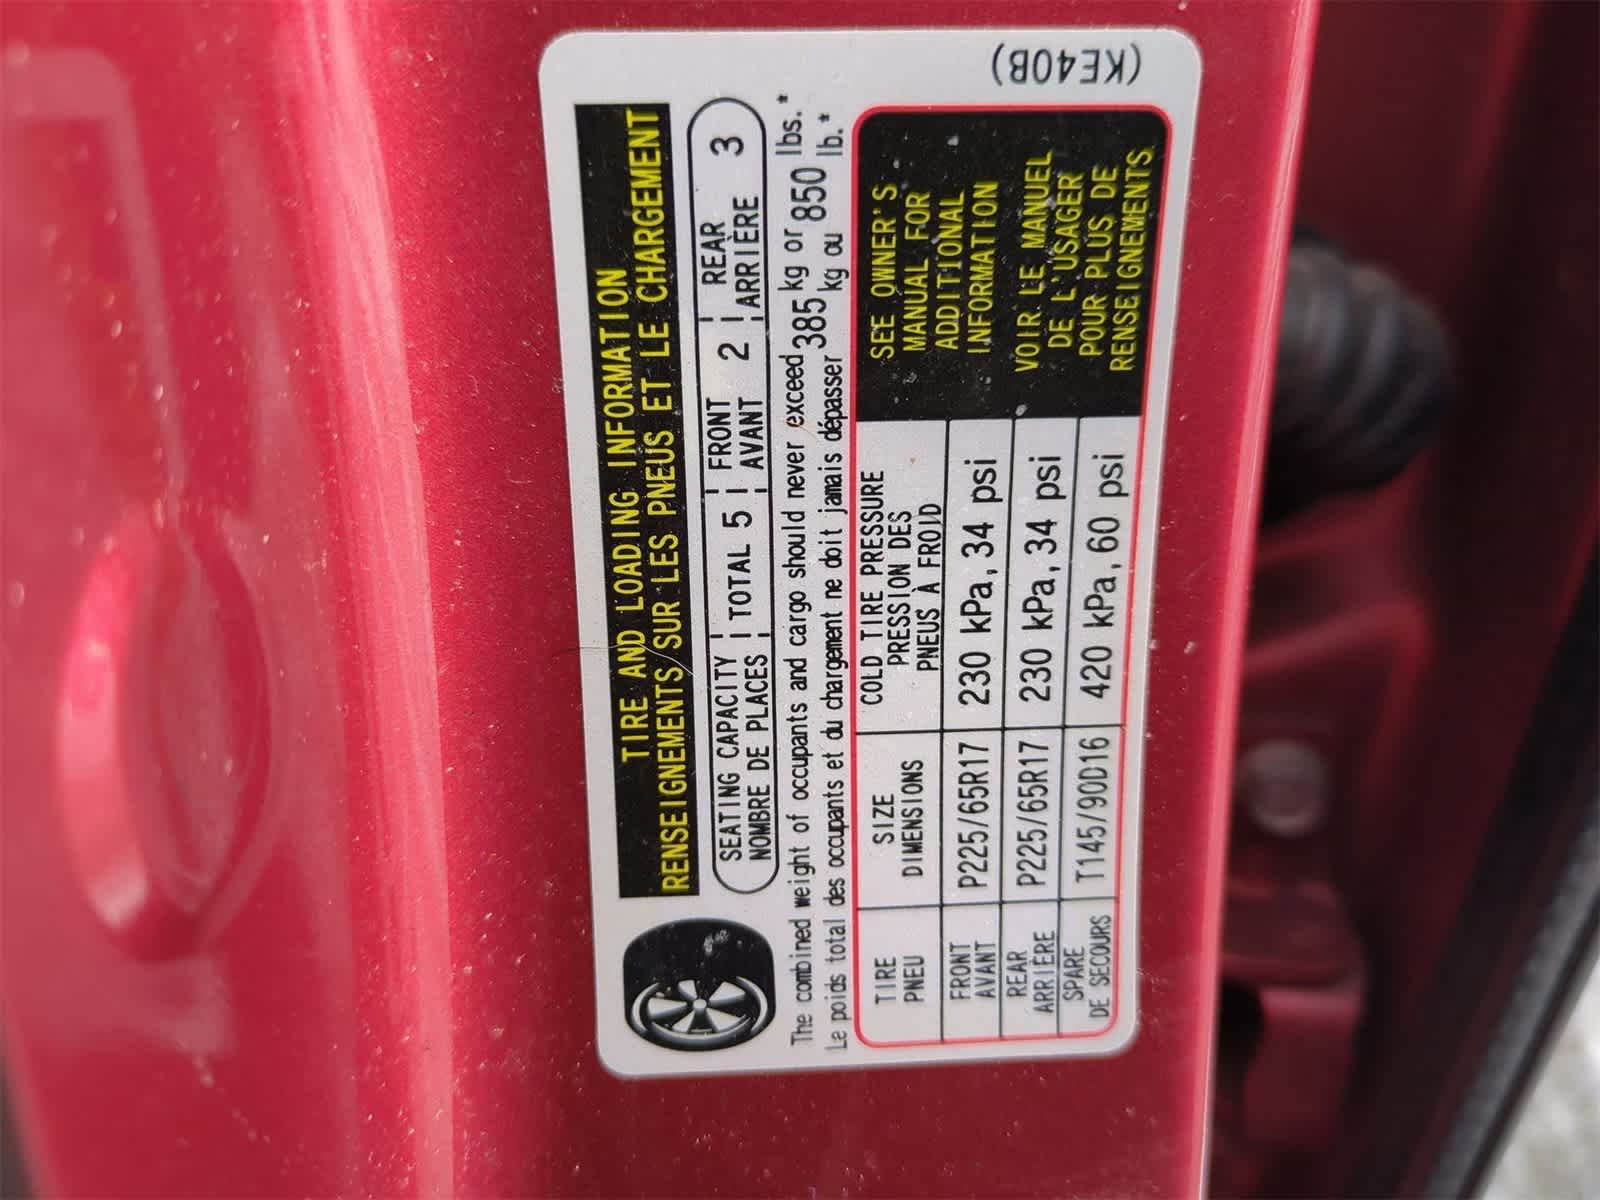 TIRE AND LOADING INFORMATION
RENSEIGNEMENTS SUR LES PNEUS ET LE CHARGEMENT
SEATING CAPACITY TOTAL 5 FRONT 2 REAR 3
NOMBRE DE PLACES AVANT ARRIÈRE
The combined weight of occupants and cargo should never exceed 385 kg or 850 lbs.*
Le poids total des occupants et du chargement ne doit jamais dépasser kg ou lb.*
TIRE SIZE COLD TIRE PRESSURE
PNEU DIMENSIONS PRESSION DES
PNEUS À FROID
FRONT P225/65R17 230 kPa, 34 psi
AVANT
REAR P225/65R17 230 kPa, 34 psi
ARRIÈRE
SPARE T145/90D16 420 kPa, 60 psi
DE SECOURS
SEE OWNER'S
MANUAL FOR
ADDITIONAL
INFORMATION
VOIR LE MANUEL
DE L'USAGER
POUR PLUS DE
RENSEIGNEMENTS
(KE40B)